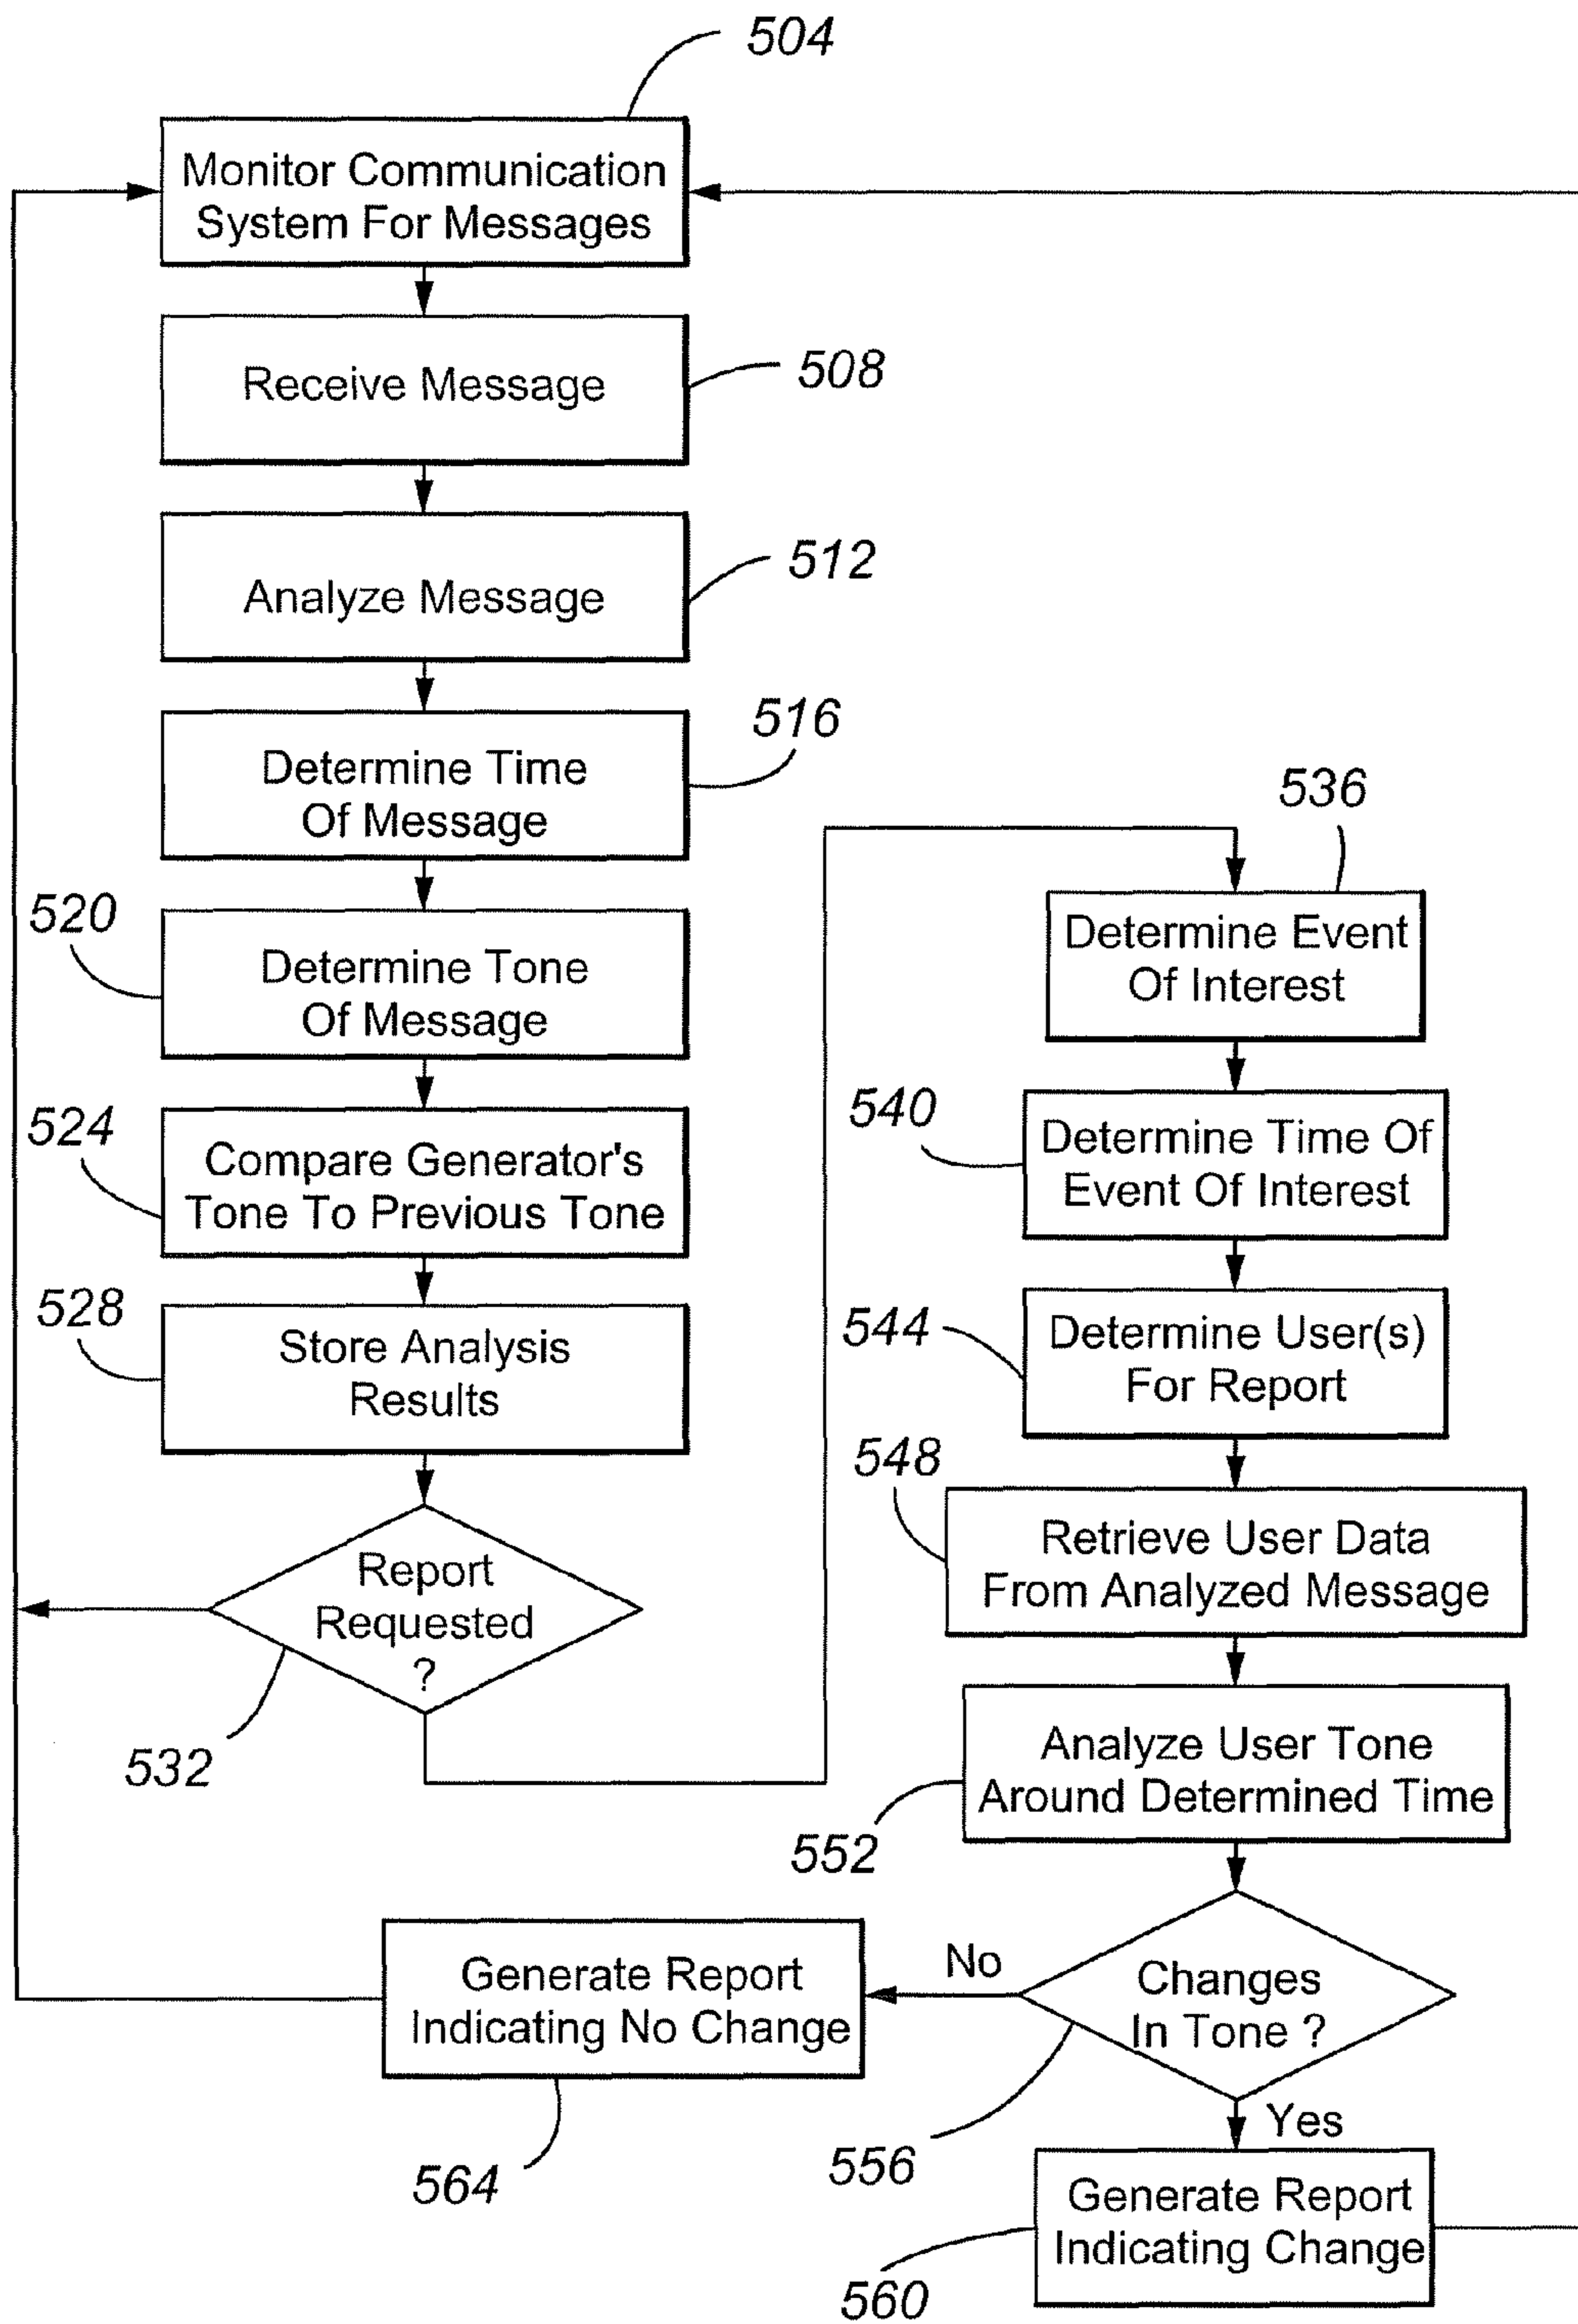 504
Monitor Communication
System For Messages
Receive Message
508
Analyze Message
512
516
Determine Time
Of Message
520
Determine Tone
Of Message
524
Compare Generator's
Tone To Previous Tone
528
Store Analysis
Results
Report
Requested
?
532
536
Determine Event
Of Interest
540
Determine Time Of
Event Of Interest
544
Determine User(s)
For Report
548
Retrieve User Data
From Analyzed Message
Analyze User Tone
Around Determined Time
552
Changes
In Tone ?
556
No
Generate Report
Indicating No Change
564
Yes
Generate Report
Indicating Change
560